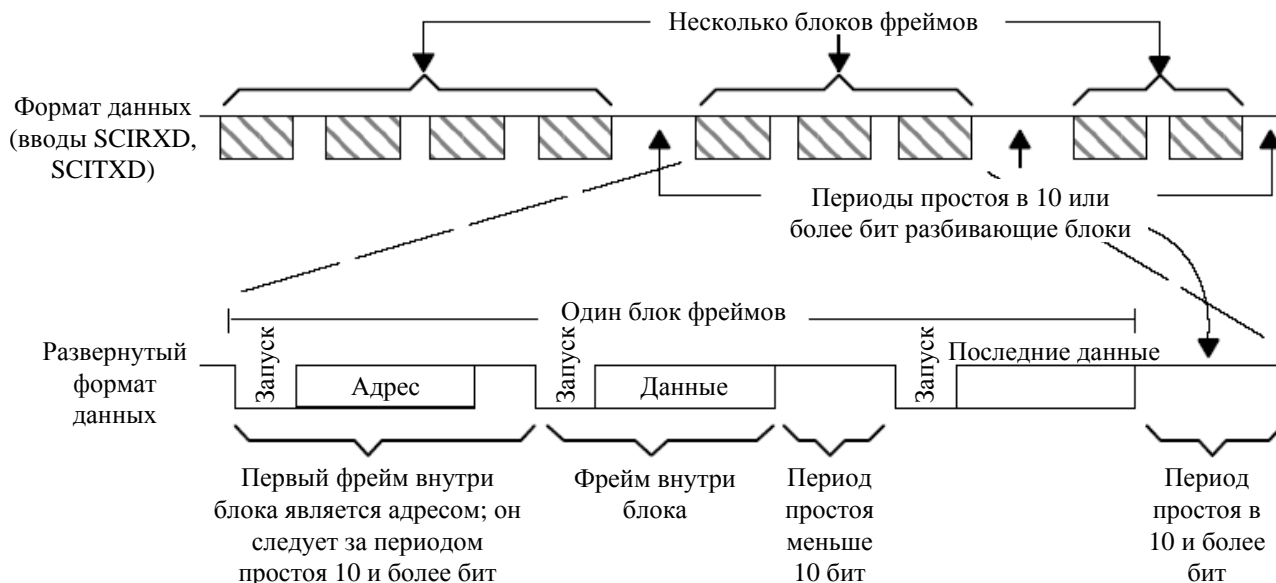 Несколько блоков фреймов
Формат данных
(вводы SCIRXD,
SCITXD)
Периоды простоя в 10 или
более бит разбивающие блоки
Один блок фреймов
Развернутый
формат
данных
Запуск
Адрес
Запуск
Данные
Запуск
Последние данные
Первый фрейм внутри
блока является адресом; он
следует за периодом
простоя 10 и более бит
Фрейм внутри
блока
Период
простоя
меньше
10 бит
Период
простоя в
10 и более
бит